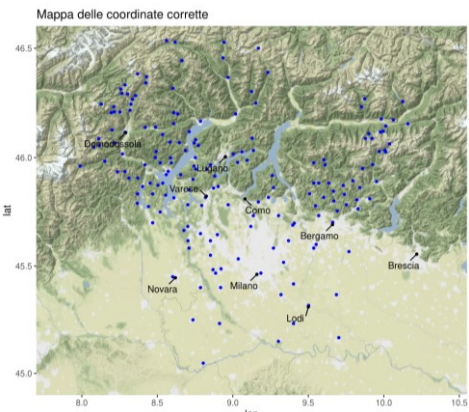 Mappa delle coordinate corrette
46.5
46.0
45.5
45.0
lat
Domodossola
Lugano
Varese
Como
Bergamo
Brescia
Novara
Milano
Lodi
8.0 8.5 9.0 9.5 10.0 10.5